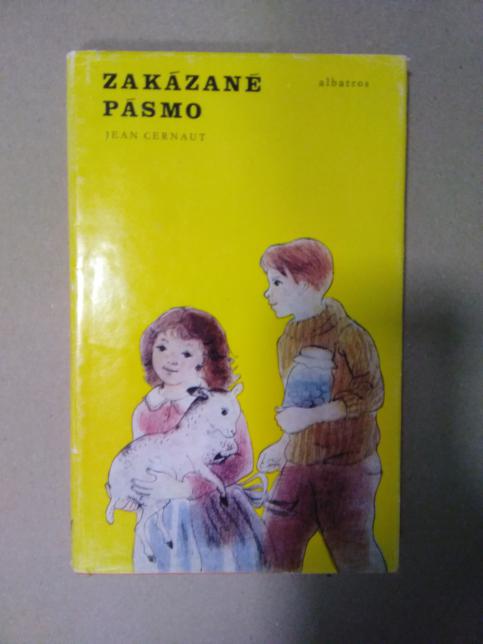 ZAKÁZANÉ
PÁSMO
albatros
JEAN CERNAUT